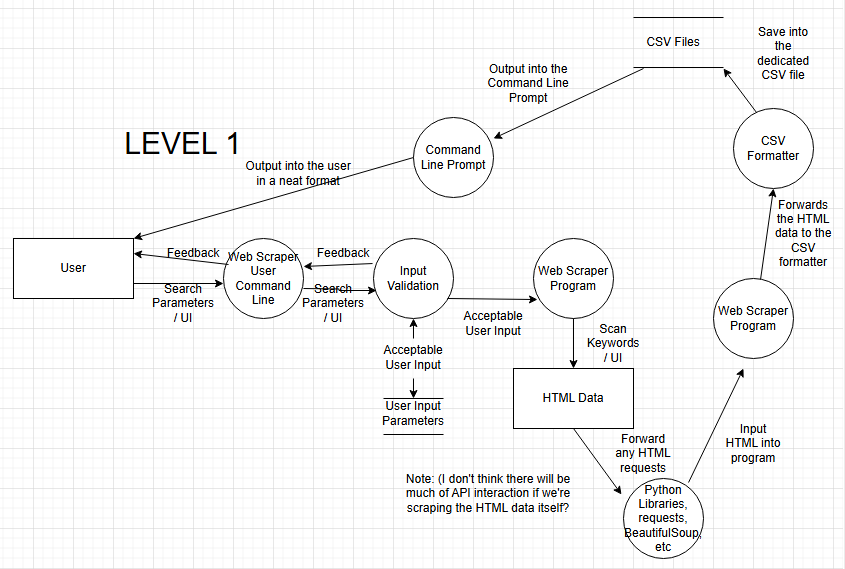 CSV Files
Save into
the
dedicated
CSV file
Output into the
Command Line
Prompt
LEVEL 1
Command
Line Prompt
CSV
Formatter
Output into the user
in a neat format
Forwards
the HTML
data to the
CSV
formatter
User
Feedback
Search
Parameters
/ UI
Web Scraper
User
Command
Line
Feedback
Search
Parameters
/ UI
Input
Validation
Web Scraper
Program
Acceptable
User Input
Web Scraper
Program
Acceptable
User Input
Scan
Keywords
/ UI
User Input
Parameters
HTML Data
Forward
any HTML
requests
Input
HTML into
program
Note: (I don't think there will be
much of API interaction if we're
scraping the HTML data itself?
Python
Libraries,
requests,
BeautifulSoup,
etc